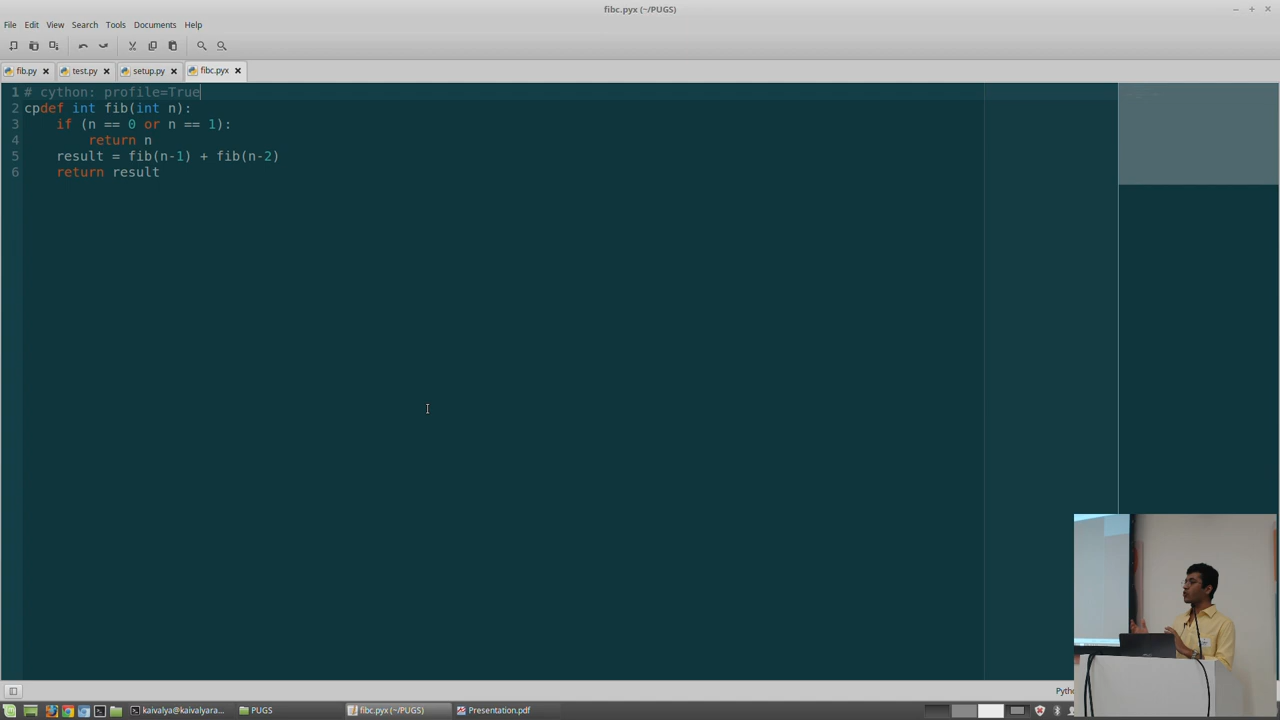 fibc.pyx (~/PUGS)
File Edit View Search Tools Documents Help
fib.py test.py setup.py fibc.pyx
1 # cython: profile=True
2 cpdef int fib(int n):
3 if (n == 0 or n == 1):
4 return n
5 result = fib(n-1) + fib(n-2)
6 return result
kaivalya@kaivalyara... PUGS fibc.pyx (~/PUGS) Presentation.pdf